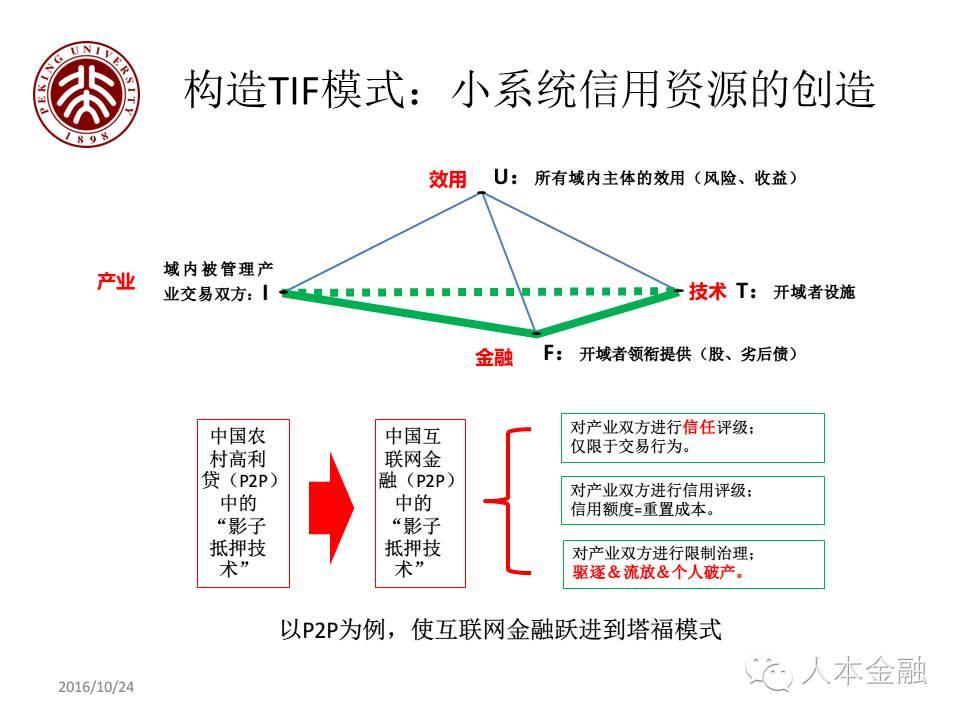 PEKING UNIVERSITY
1898
构造TIF模式：小系统信用资源的创造
效用 U： 所有域内主体的效用（风险、收益）
产业
域内被管理产
业交易双方：I
技术 T： 开域者设施
金融 F： 开域者领衔提供（股、劣后债）
中国农
村高利
贷（P2P）
中的
“影子
抵押技
术”
中国互
联网金
融（P2P）
中的
“影子
抵押技
术”
对产业双方进行信任评级；
仅限于交易行为。
对产业双方进行信用评级；
信用额度=重置成本。
对产业双方进行限制治理；
驱逐＆流放＆个人破产。
以P2P为例，使互联网金融跃进到塔福模式
2016/10/24
人本金融